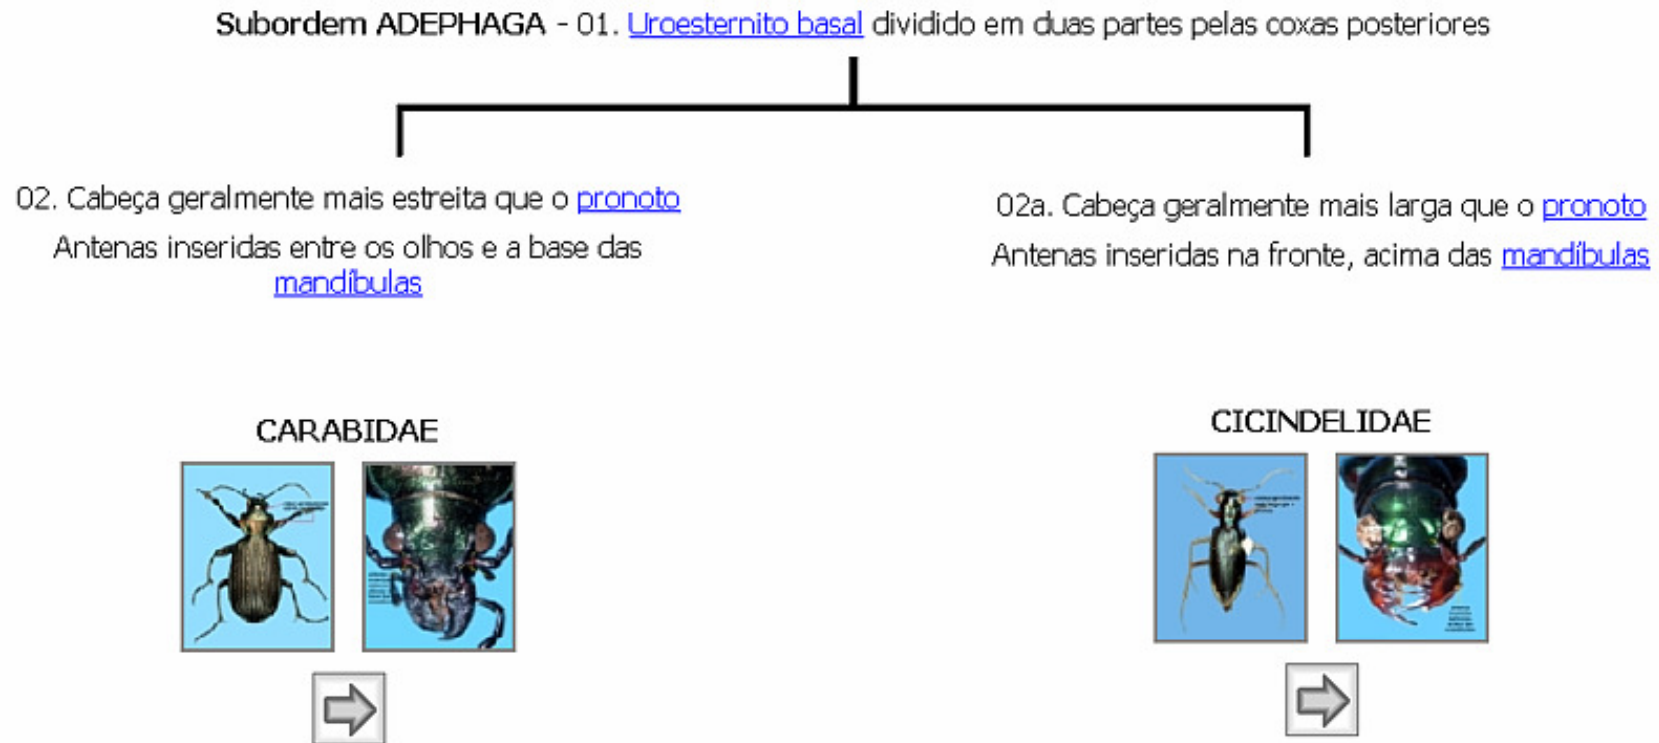 Subordem ADEPHAGA - 01. Uroesternito basal dividido em duas partes pelas coxas posteriores
02. Cabeça geralmente mais estreita que o pronoto
Antenas inseridas entre os olhos e a base das
mandíbulas
02a. Cabeça geralmente mais larga que o pronoto
Antenas inseridas na fronte, acima das mandíbulas
CARABIDAE
CICINDELIDAE